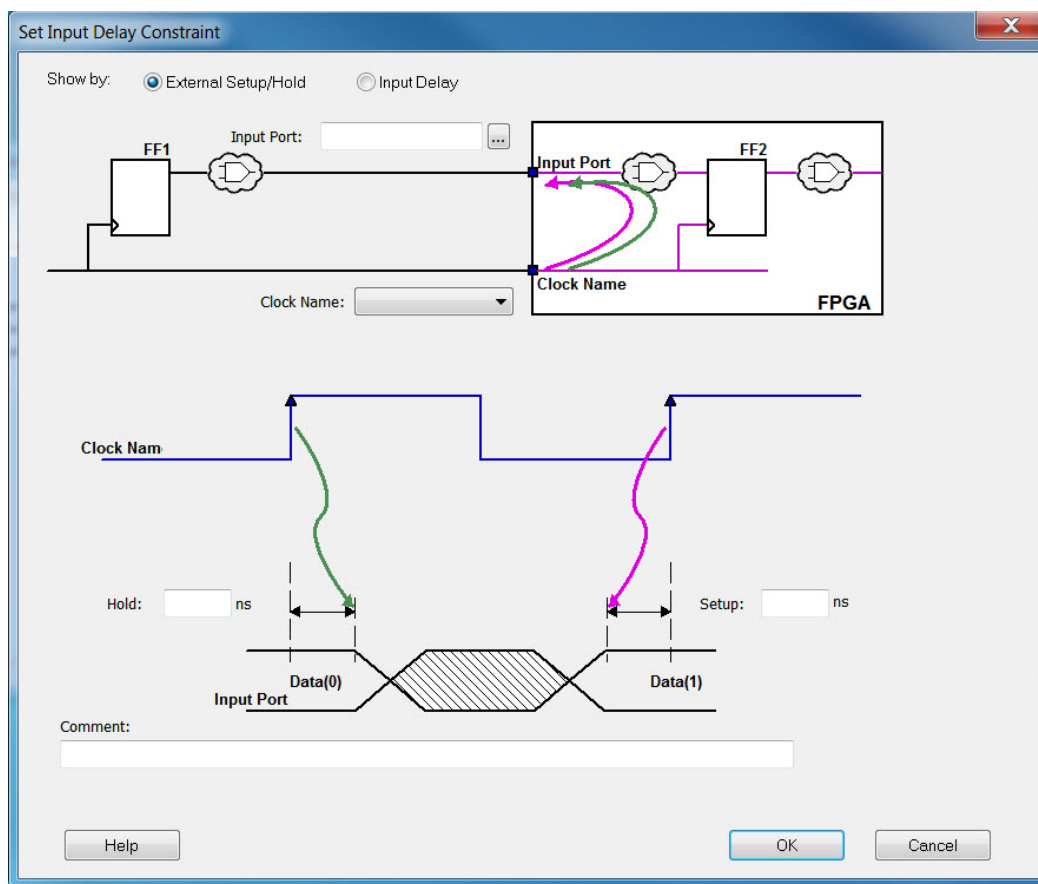 Set Input Delay Constraint
Show by: External Setup/Hold Input Delay
Input Port: ...
FF1
Input Port
FF2
Clock Name:
Clock Name
FPGA
Clock Nam
Hold: ns
Setup: ns
Data(0)
Data(1)
Input Port
Comment:
Help
OK
Cancel